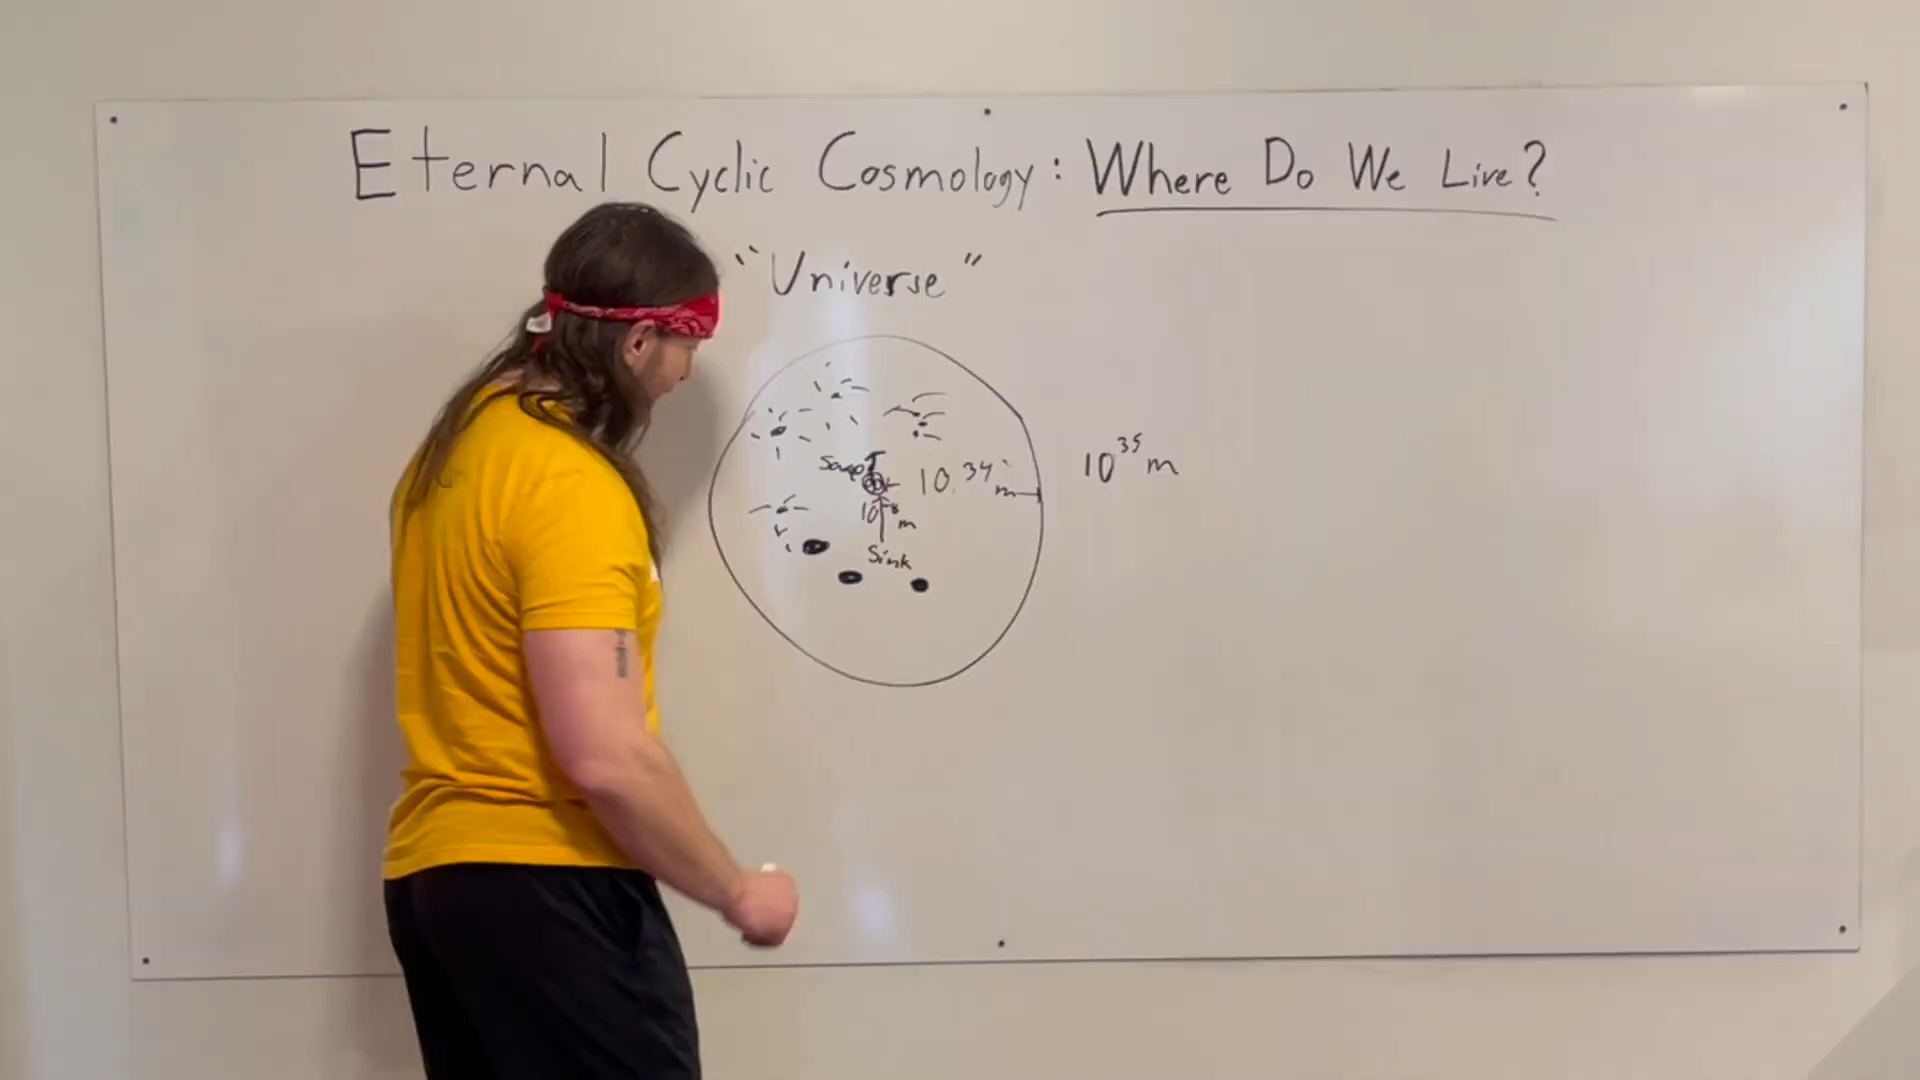 Eternal Cyclic Cosmology: Where Do We Live?
"Universe"
10^35 m
10^34 m
m
Sink